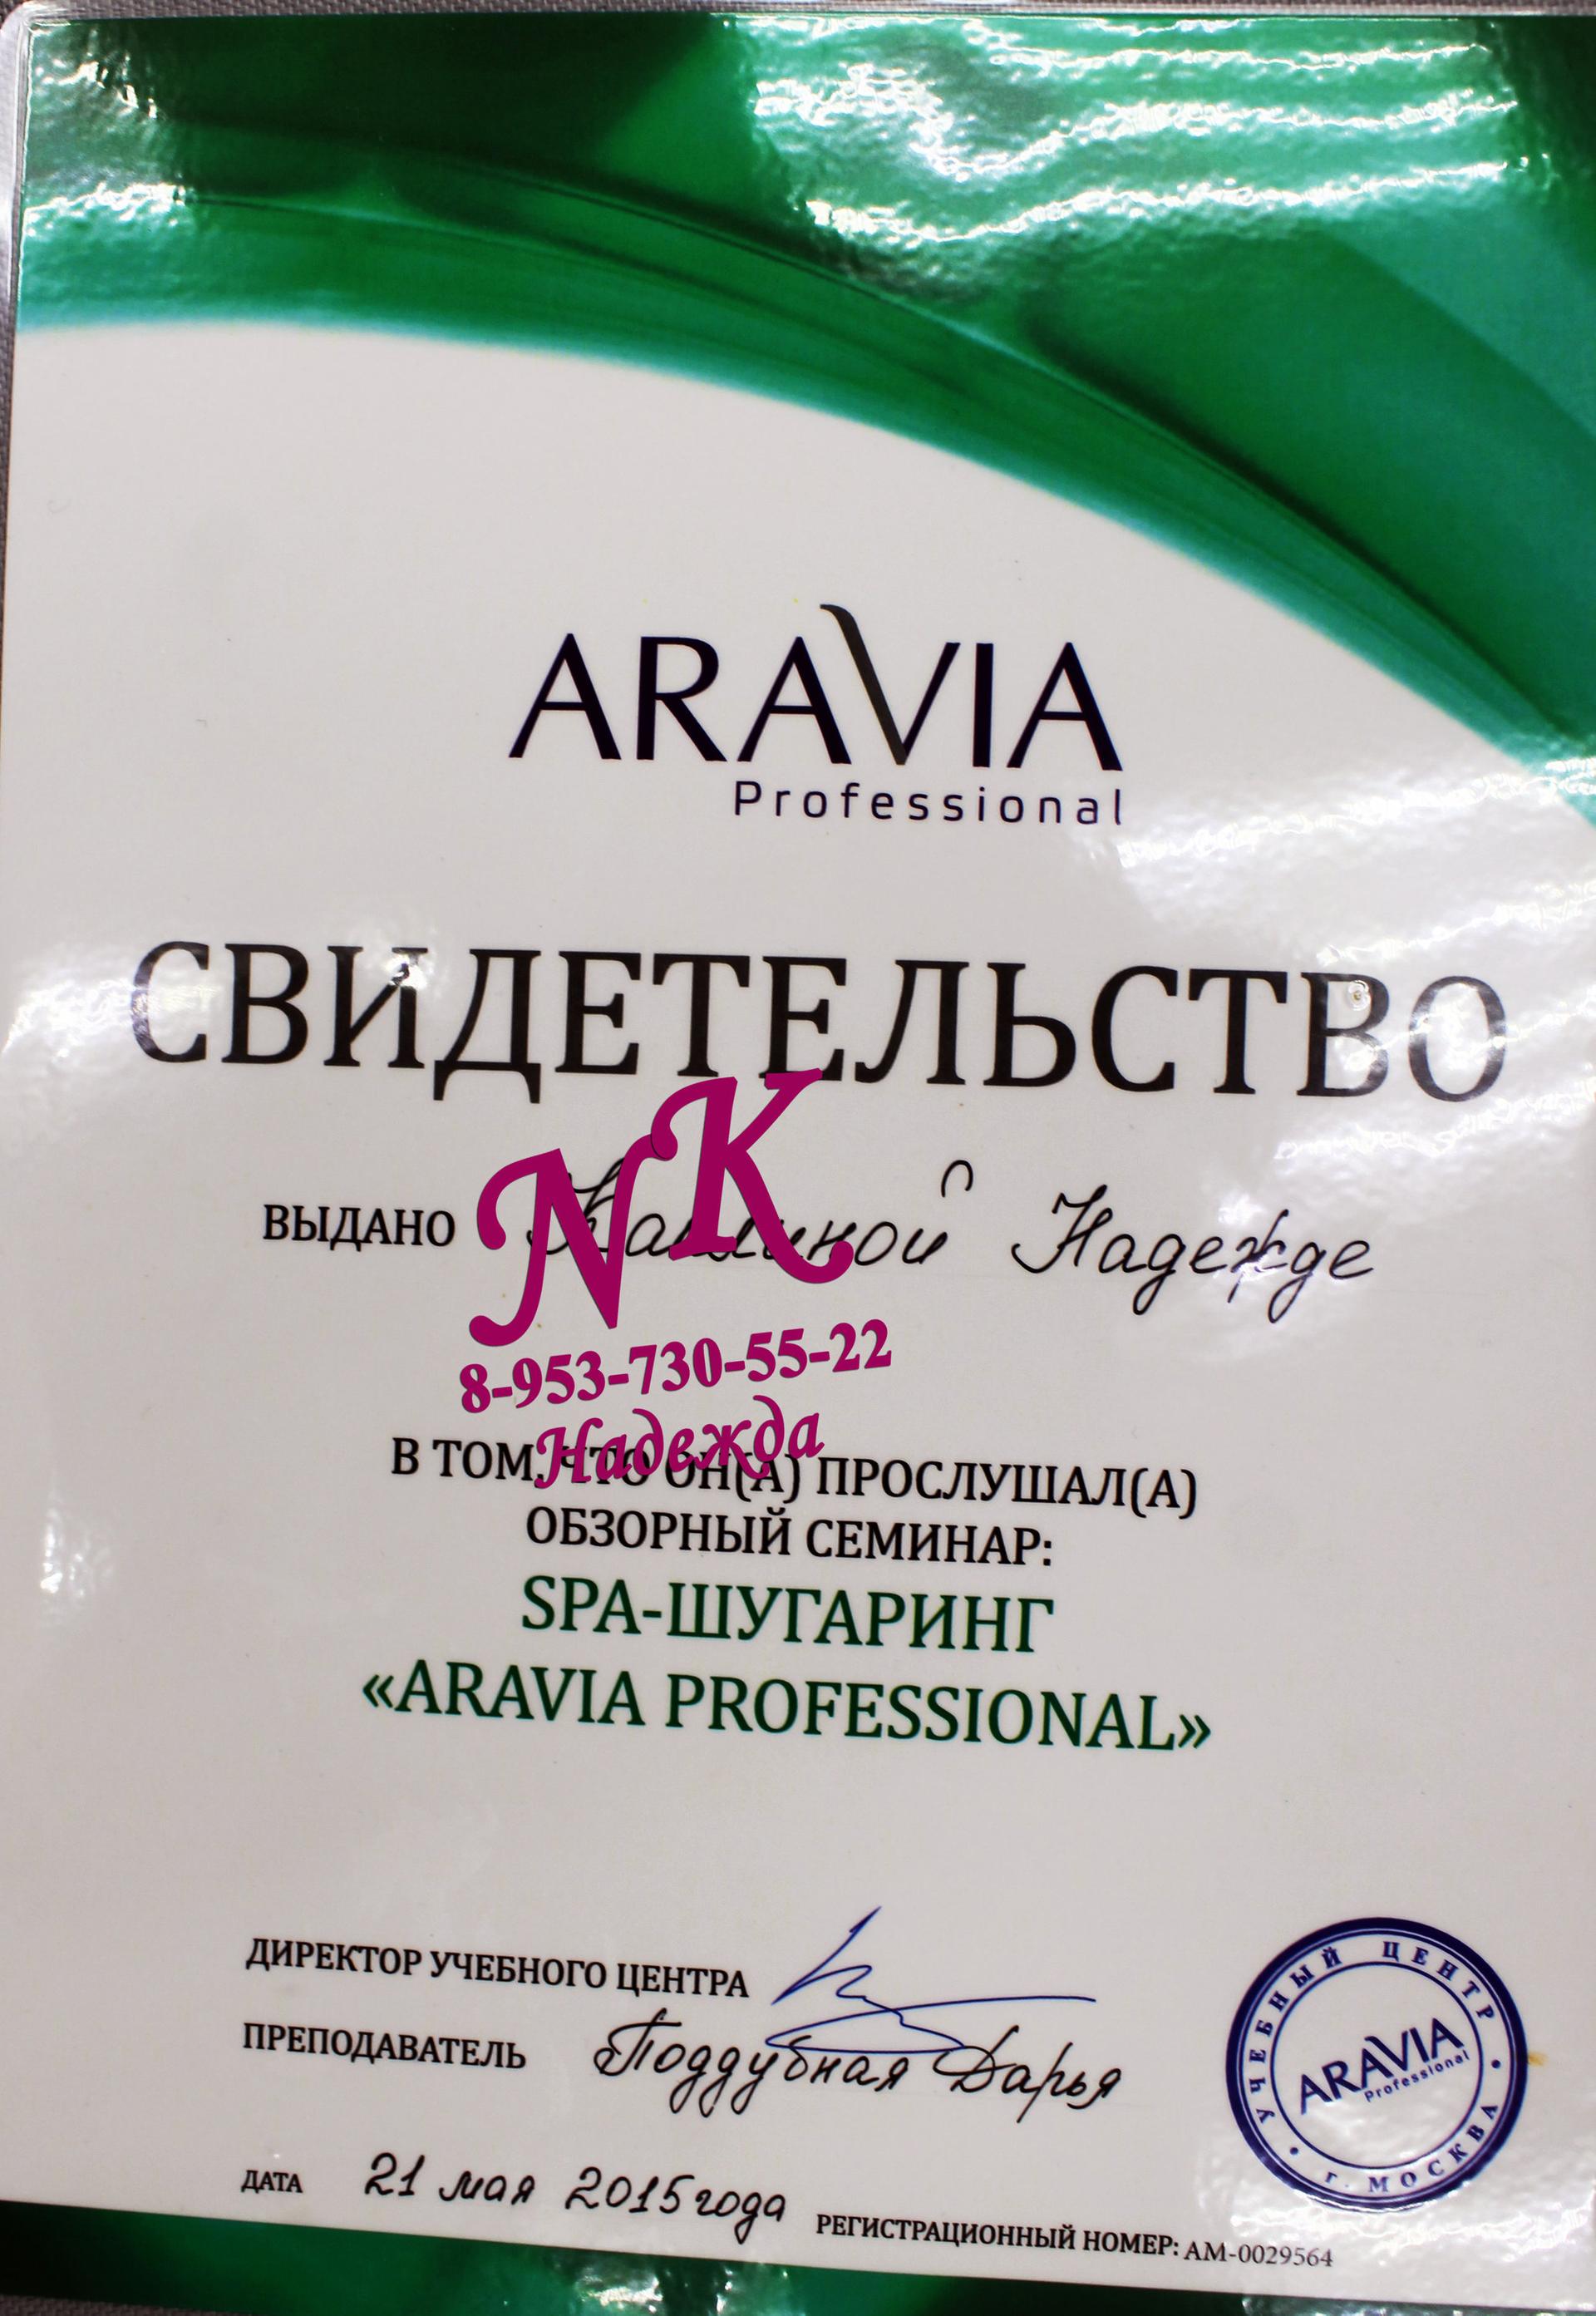 ARAVIA
Professional
СВИДЕТЕЛЬСТВО
NK
ВЫДАНО Надежде
8-953-730-55-22
Надежда
В ТОМ, ЧТО ОН(А) ПРОСЛУШАЛ(А)
ОБЗОРНЫЙ СЕМИНАР:
SPA-ШУГАРИНГ
«ARAVIA PROFESSIONAL»
ДИРЕКТОР УЧЕБНОГО ЦЕНТРА
ПРЕПОДАВАТЕЛЬ Поддубная Дарья
УЧЕБНЫЙ ЦЕНТР
ARAVIA
Professional
г. МОСКВА
ДАТА 21 мая 2015 года
РЕГИСТРАЦИОННЫЙ НОМЕР: АМ-0029564